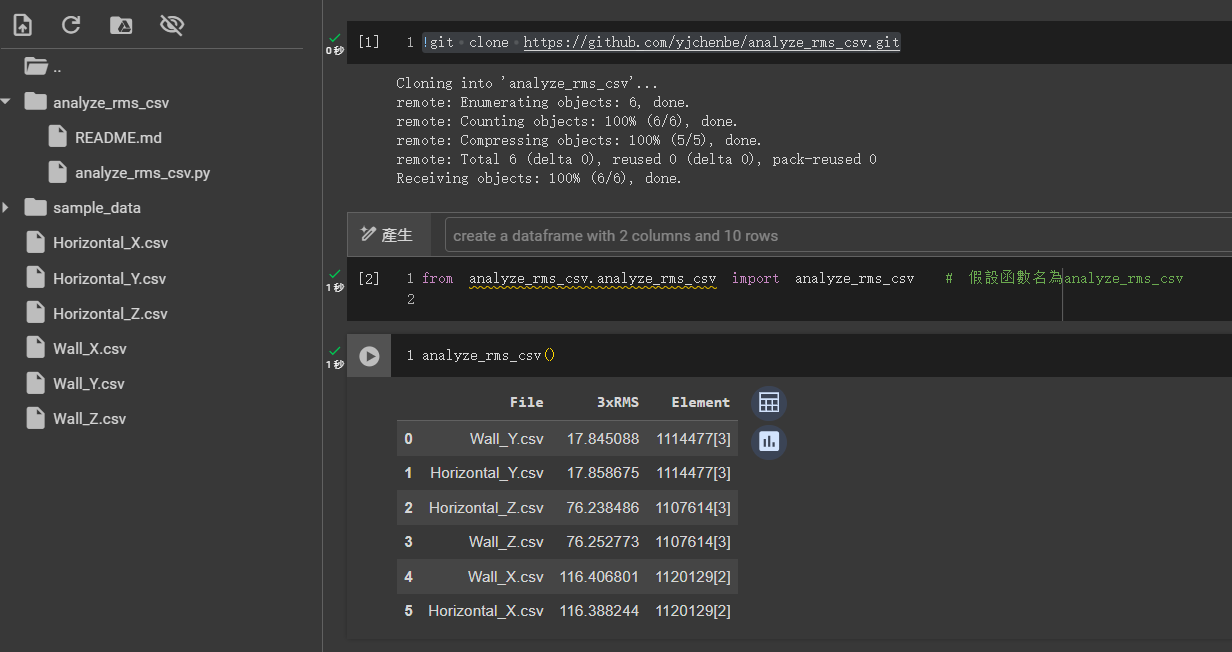 ..
analyze_rms_csv
README.md
analyze_rms_csv.py
sample_data
Horizontal_X.csv
Horizontal_Y.csv
Horizontal_Z.csv
Wall_X.csv
Wall_Y.csv
Wall_Z.csv
0秒 [1] 1 !git clone https://github.com/yjchenbe/analyze_rms_csv.git
Cloning into 'analyze_rms_csv'...
remote: Enumerating objects: 6, done.
remote: Counting objects: 100% (6/6), done.
remote: Compressing objects: 100% (5/5), done.
remote: Total 6 (delta 0), reused 0 (delta 0), pack-reused 0
Receiving objects: 100% (6/6), done.
產生 create a dataframe with 2 columns and 10 rows
1秒 [2] 1 from analyze_rms_csv.analyze_rms_csv import analyze_rms_csv # 假設函數名為analyze_rms_csv
2
1秒 1 analyze_rms_csv()
File 3xRMS Element
0 Wall_Y.csv 17.845088 1114477[3]
1 Horizontal_Y.csv 17.858675 1114477[3]
2 Horizontal_Z.csv 76.238486 1107614[3]
3 Wall_Z.csv 76.252773 1107614[3]
4 Wall_X.csv 116.406801 1120129[2]
5 Horizontal_X.csv 116.388244 1120129[2]